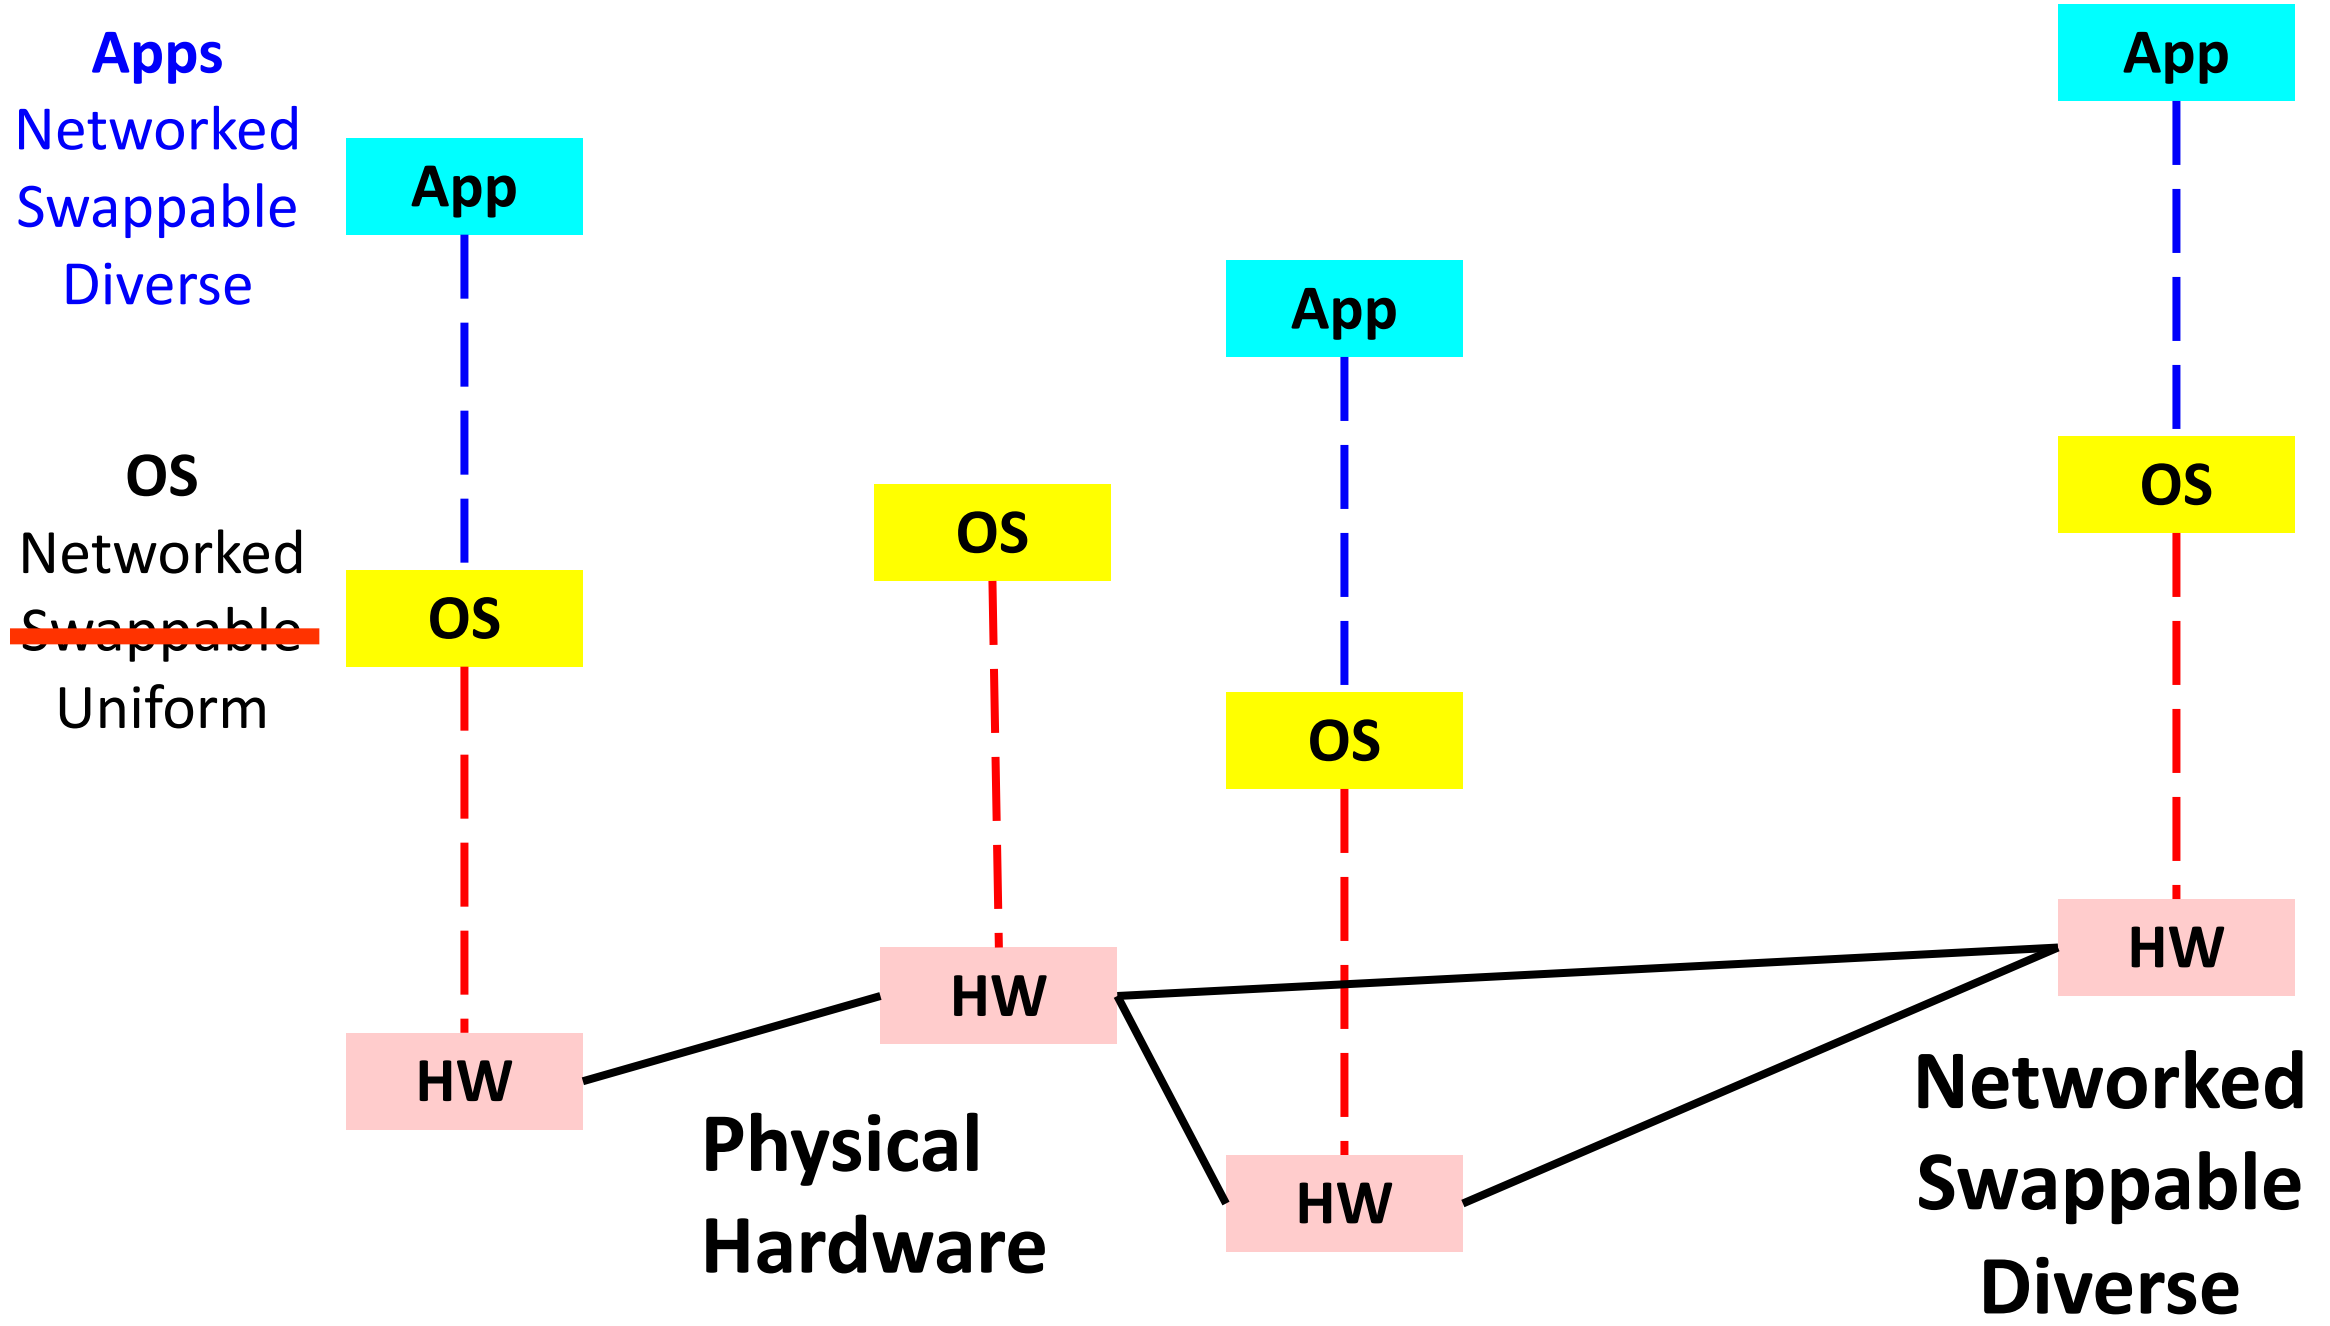 Apps
Networked
Swappable
Diverse
OS
Networked
Swappable
Uniform
App
OS
HW
OS
HW
App
OS
HW
App
OS
HW
Physical
Hardware
Networked
Swappable
Diverse